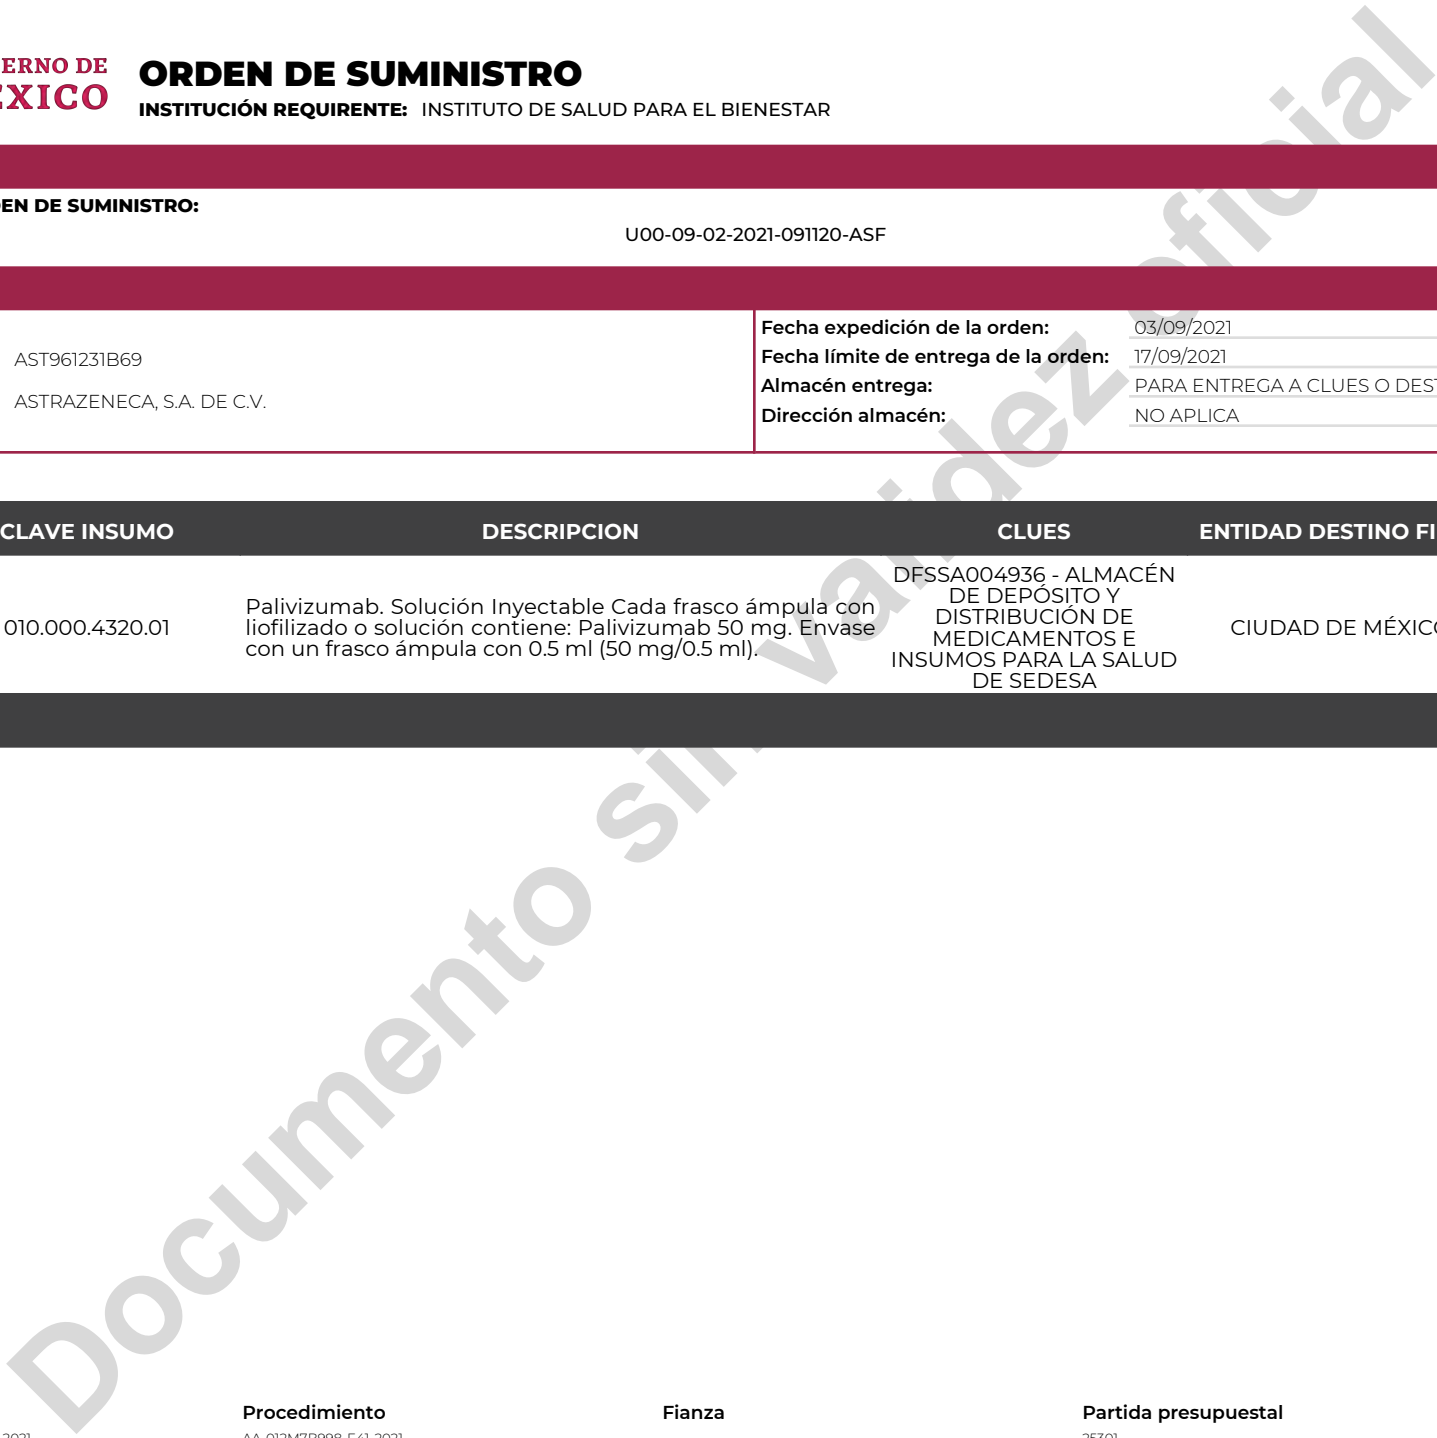 ERNO DE
XICO
ORDEN DE SUMINISTRO
INSTITUCIÓN REQUIRENTE: INSTITUTO DE SALUD PARA EL BIENESTAR
EN DE SUMINISTRO:
U00-09-02-2021-091120-ASF
AST961231B69
ASTRAZENECA, S.A. DE C.V.
Fecha expedición de la orden: 03/09/2021
Fecha límite de entrega de la orden: 17/09/2021
Almacén entrega: PARA ENTREGA A CLUES O DEST
Dirección almacén: NO APLICA
CLAVE INSUMO DESCRIPCION CLUES ENTIDAD DESTINO FI
010.000.4320.01
Palivizumab. Solución Inyectable Cada frasco ámpula con
liofilizado o solución contiene: Palivizumab 50 mg. Envase
con un frasco ámpula con 0.5 ml (50 mg/0.5 ml).
DFSSA004936 - ALMACÉN
DE DEPÓSITO Y
DISTRIBUCIÓN DE
MEDICAMENTOS E
INSUMOS PARA LA SALUD
DE SEDESA
CIUDAD DE MÉXICO
Documento sin validez oficial
Procedimiento Fianza Partida presupuestal